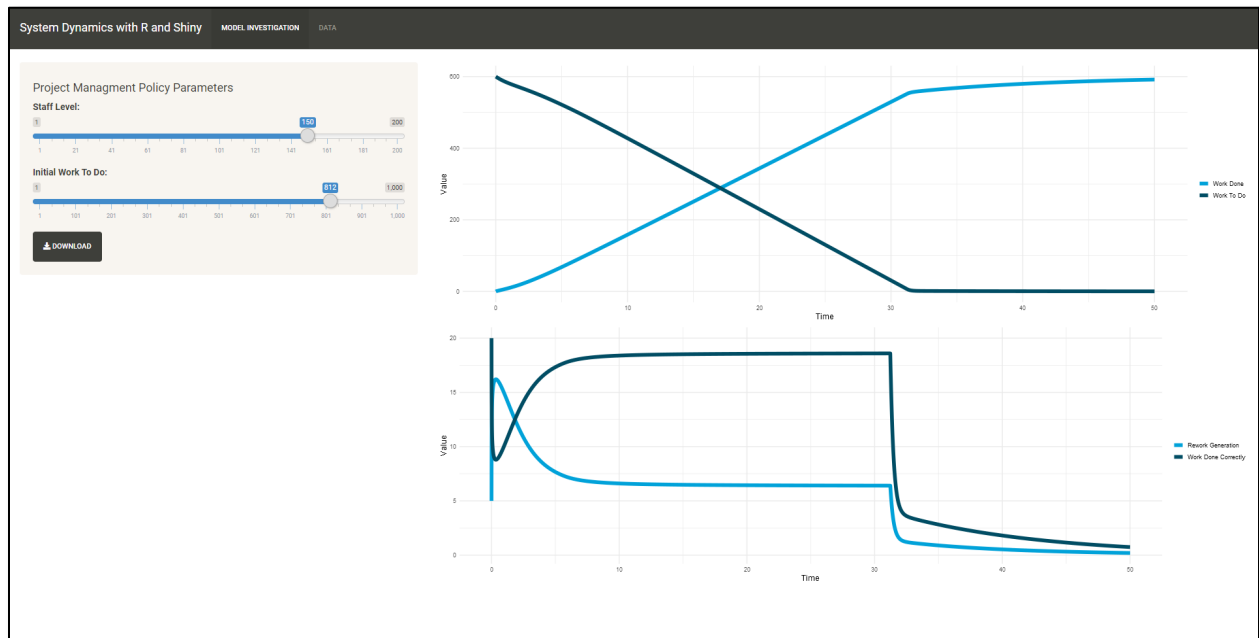 System Dynamics with R and Shiny MODEL INVESTIGATION DATA
Project Managment Policy Parameters
Staff Level:
1 150 200
1 21 41 61 81 101 121 141 161 181 200
Initial Work To Do:
1 812 1,000
1 101 201 301 401 501 601 701 801 901 1,000
DOWNLOAD
600
400
200
0
Value
0 10 20 30 40 50
Time
Work Done
Work To Do
20
15
10
5
0
Value
0 10 20 30 40 50
Time
Rework Generation
Work Done Correctly